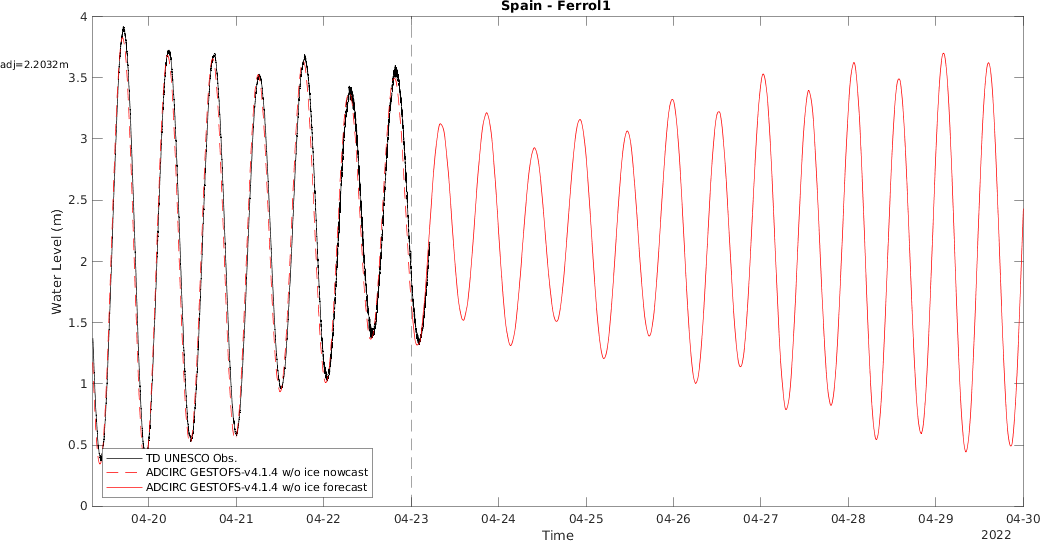 Spain - Ferrol1
adj=2.2032m
Water Level (m)
4
3.5
3
2.5
2
1.5
1
0.5
0
TD UNESCO Obs.
ADCIRC GESTOFS-v4.1.4 w/o ice nowcast
ADCIRC GESTOFS-v4.1.4 w/o ice forecast
04-20 04-21 04-22 04-23 04-24 04-25 04-26 04-27 04-28 04-29 04-30
Time
2022